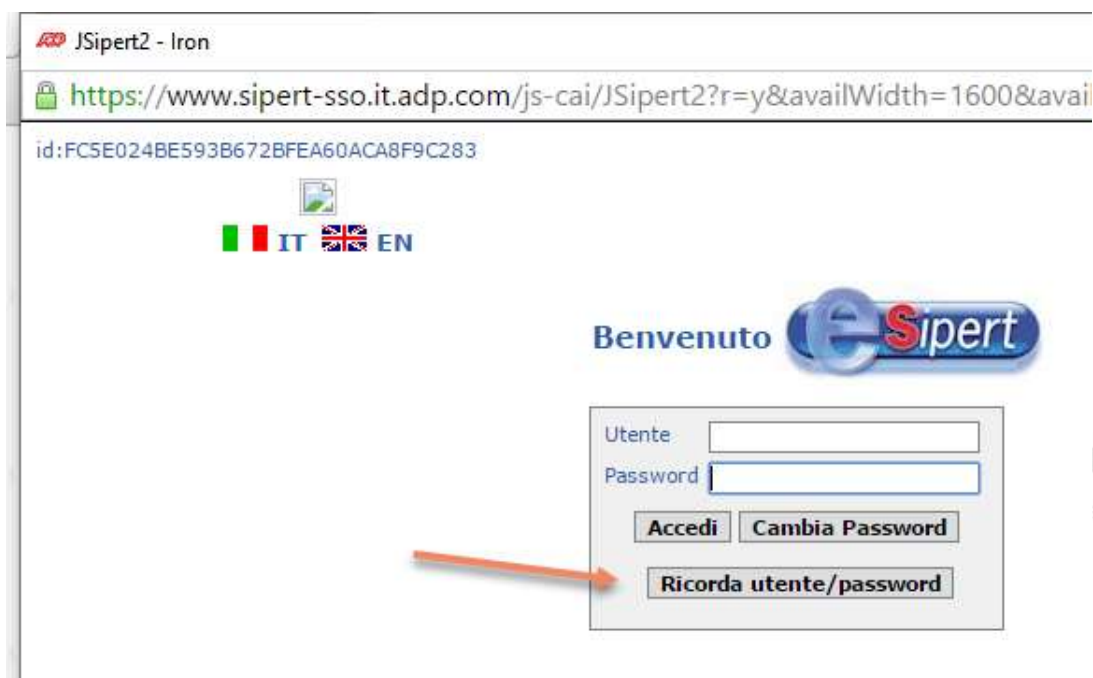 JSipert2 - Iron
https://www.sipert-sso.it.adp.com/js-cai/JSipert2?r=y&availWidth=1600&avai
id:FC5E024BE593B672BFEA60ACA8F9C283
IT EN
Benvenuto eSipert
Utente
Password
Accedi Cambia Password
Ricorda utente/password